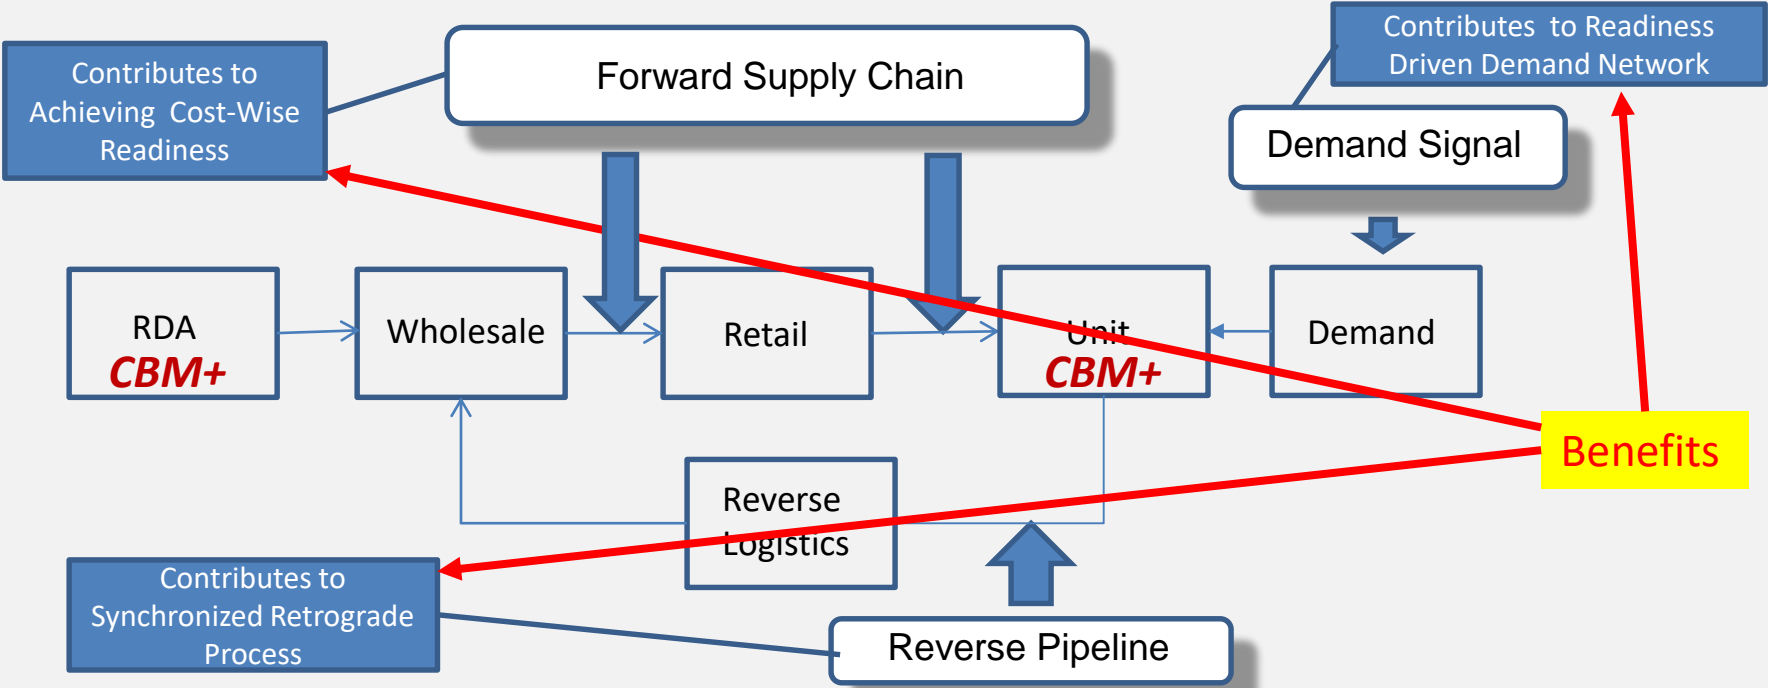 Contributes to
Achieving Cost-Wise
Readiness
Forward Supply Chain
Contributes to Readiness
Driven Demand Network
Demand Signal
RDA
CBM+
Wholesale
Retail
Unit
CBM+
Demand
Benefits
Reverse
Logistics
Contributes to
Synchronized Retrograde
Process
Reverse Pipeline